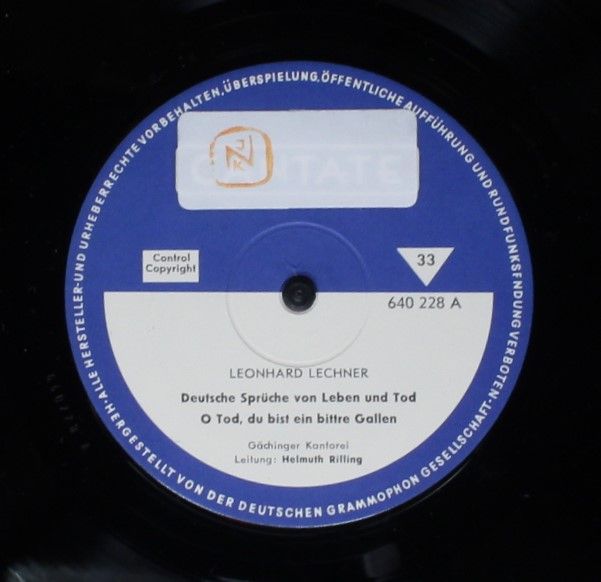 ·ALLE HERSTELLER-UND URHEBERRECHTE VORBEHALTEN, ÜBERSPIELUNG, ÖFFENTLICHE AUFFÜHRUNG UND RUNDFUNKSENDUNG VERBOTEN·
CANTATE
JN
K
Control
Copyright
33
640 228 A
LEONHARD LECHNER
Deutsche Sprüche von Leben und Tod
O Tod, du bist ein bittre Gallen
Gächinger Kantorei
Leitung: Helmuth Rilling
HERGESTELLT VON DER DEUTSCHEN GRAMMOPHON GESELLSCHAFT